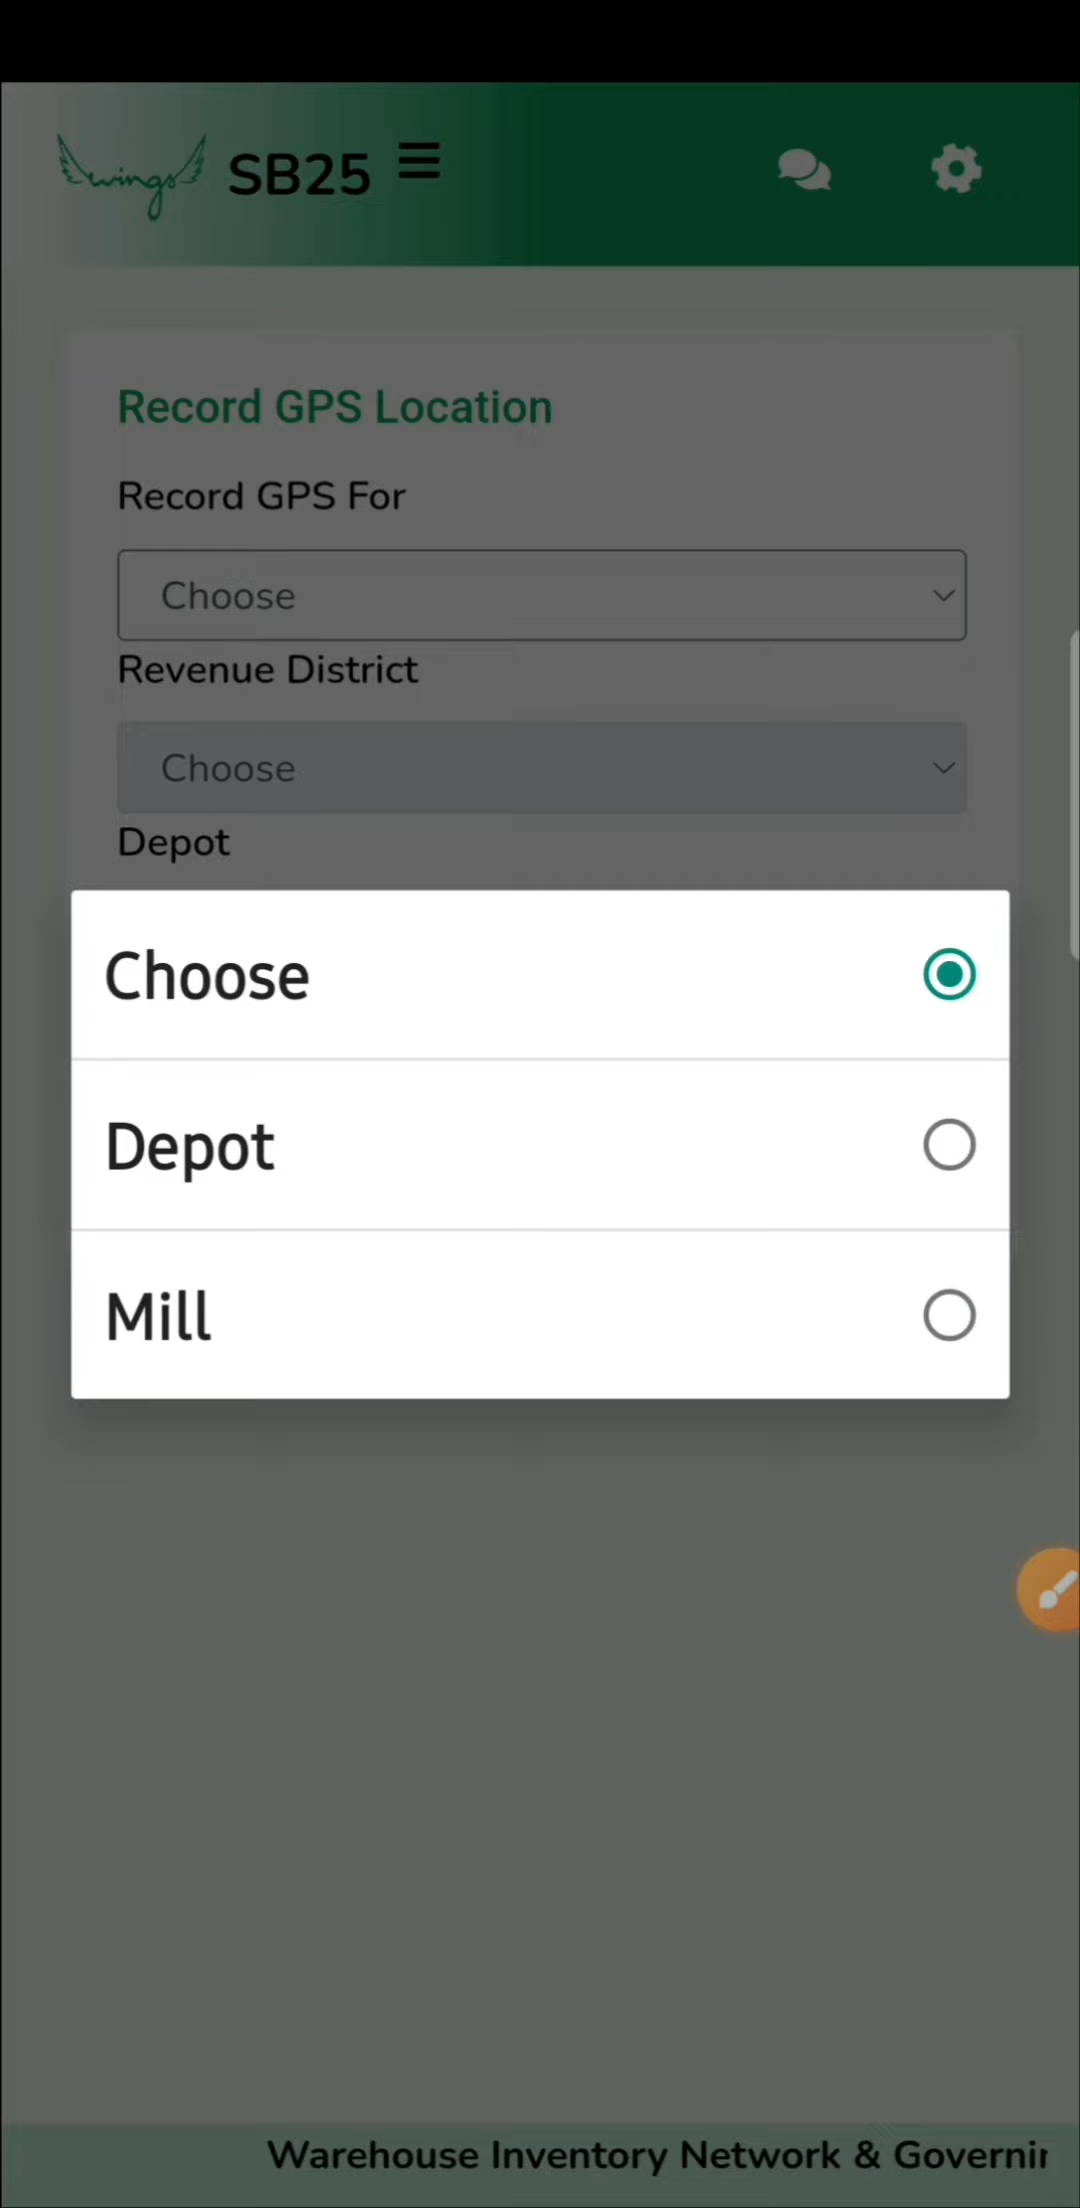 wings SB25
Record GPS Location
Record GPS For
Choose
Revenue District
Choose
Depot
Choose
Depot
Mill
Warehouse Inventory Network & Governin